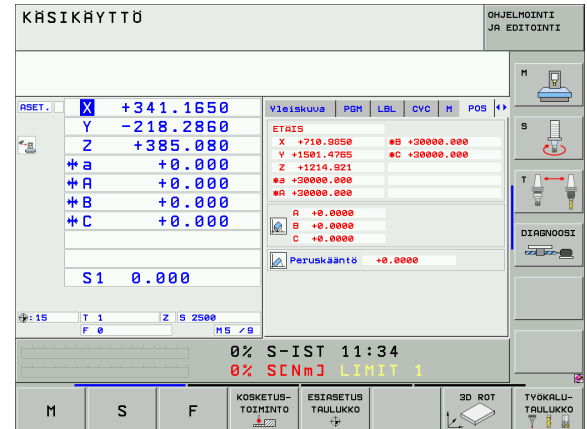 KÄSIKÄYTTÖ
OHJELMOINTI
JA EDITOINTI
ASET. X +341.1650
Y -218.2860
Z +385.080
*a +0.000
*A +0.000
*B +0.000
*C +0.000
S1 0.000
:15 T 1 Z S 2500
F 0 M5 /9
Yleiskuva PGM LBL CYC M POS
ETÄIS
X +710.9850 *B +30000.000
Y +1501.4765 *C +30000.000
Z +1214.921
*a +30000.000
*A +30000.000
A +0.0000
B +0.0000
C +0.0000
Peruskääntö +0.0000
M
S
T
DIAGNOOSI
0% S-IST 11:34
0% S[Nm] LIMIT 1
M
S
F
KOSKETUS-
TOIMINTO
ESIASETUS
TAULUKKO
3D ROT
TYÖKALU-
TAULUKKO